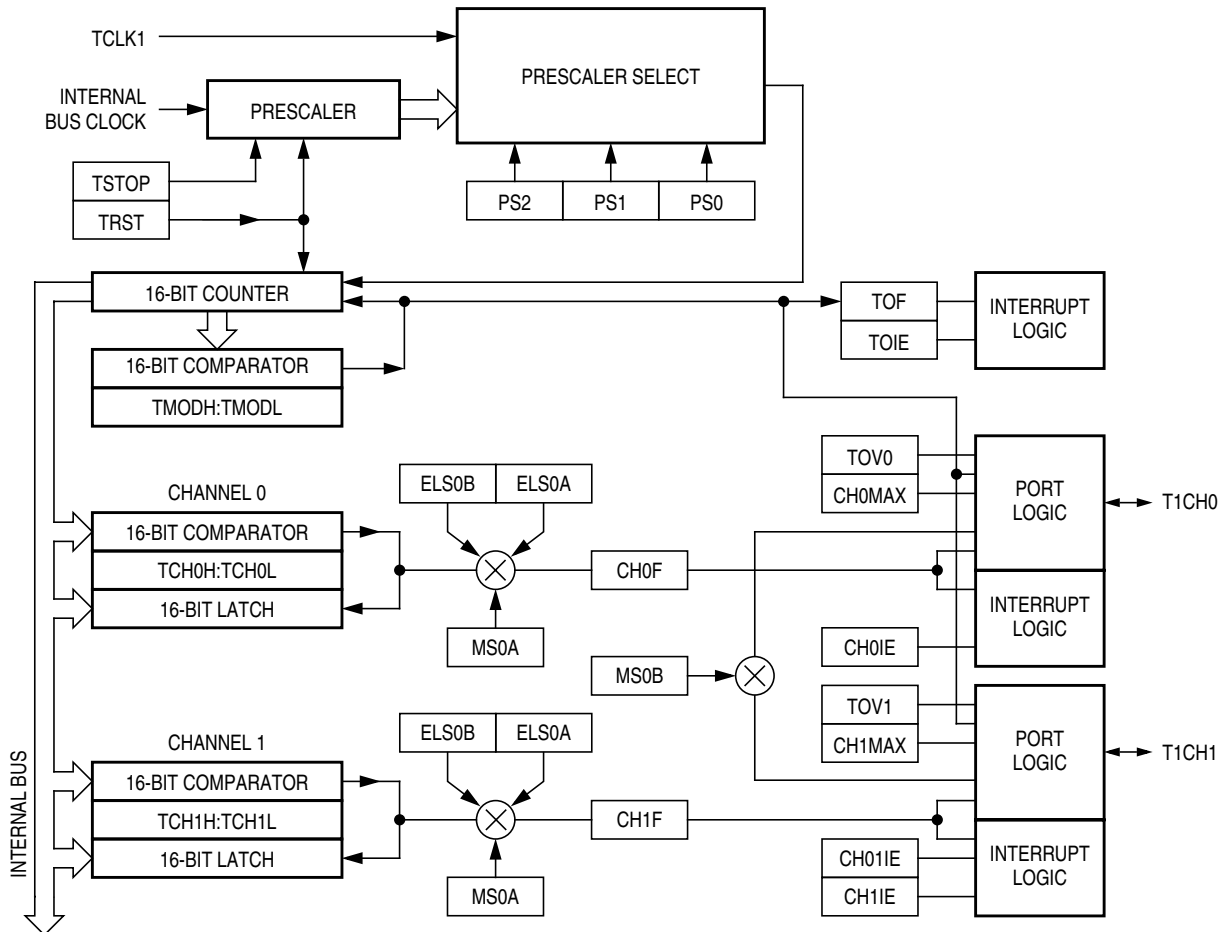 TCLK1
PRESCALER SELECT
INTERNAL
BUS CLOCK
PRESCALER
TSTOP
TRST
PS2
PS1
PS0
16-BIT COUNTER
16-BIT COMPARATOR
TMODH:TMODL
TOF
TOIE
INTERRUPT
LOGIC
CHANNEL 0
16-BIT COMPARATOR
TCH0H:TCH0L
16-BIT LATCH
ELS0B
ELS0A
MS0A
CH0F
TOV0
CH0MAX
PORT
LOGIC
T1CH0
INTERRUPT
LOGIC
CH0IE
MS0B
CHANNEL 1
16-BIT COMPARATOR
TCH1H:TCH1L
16-BIT LATCH
ELS0B
ELS0A
MS0A
CH1F
TOV1
CH1MAX
PORT
LOGIC
T1CH1
CH01IE
CH1IE
INTERRUPT
LOGIC
INTERNAL BUS